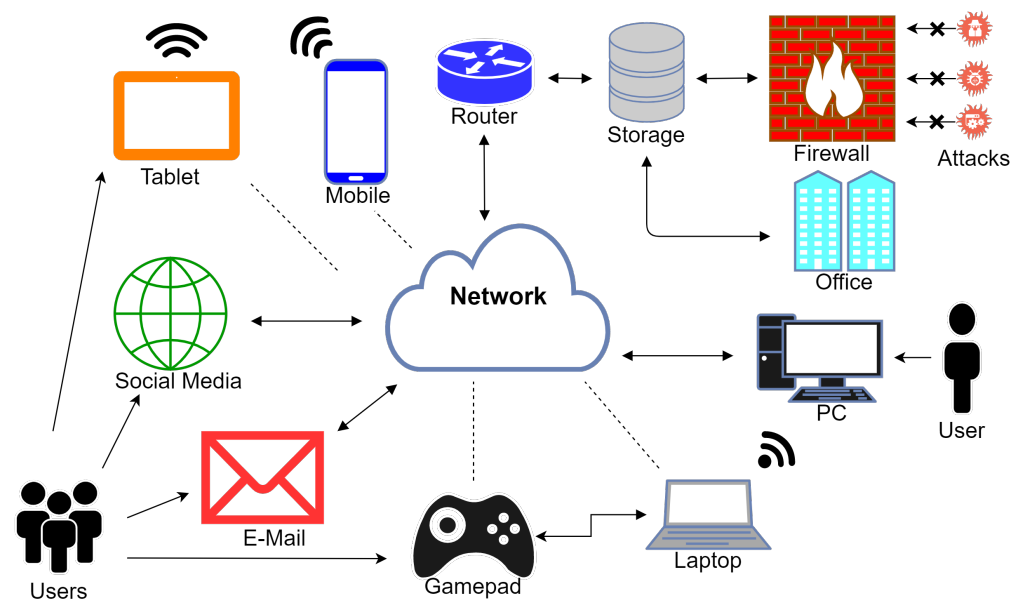 Tablet
Mobile
Router
Storage
Firewall
Attacks
Office
Network
Social Media
PC
User
E-Mail
Gamepad
Laptop
Users